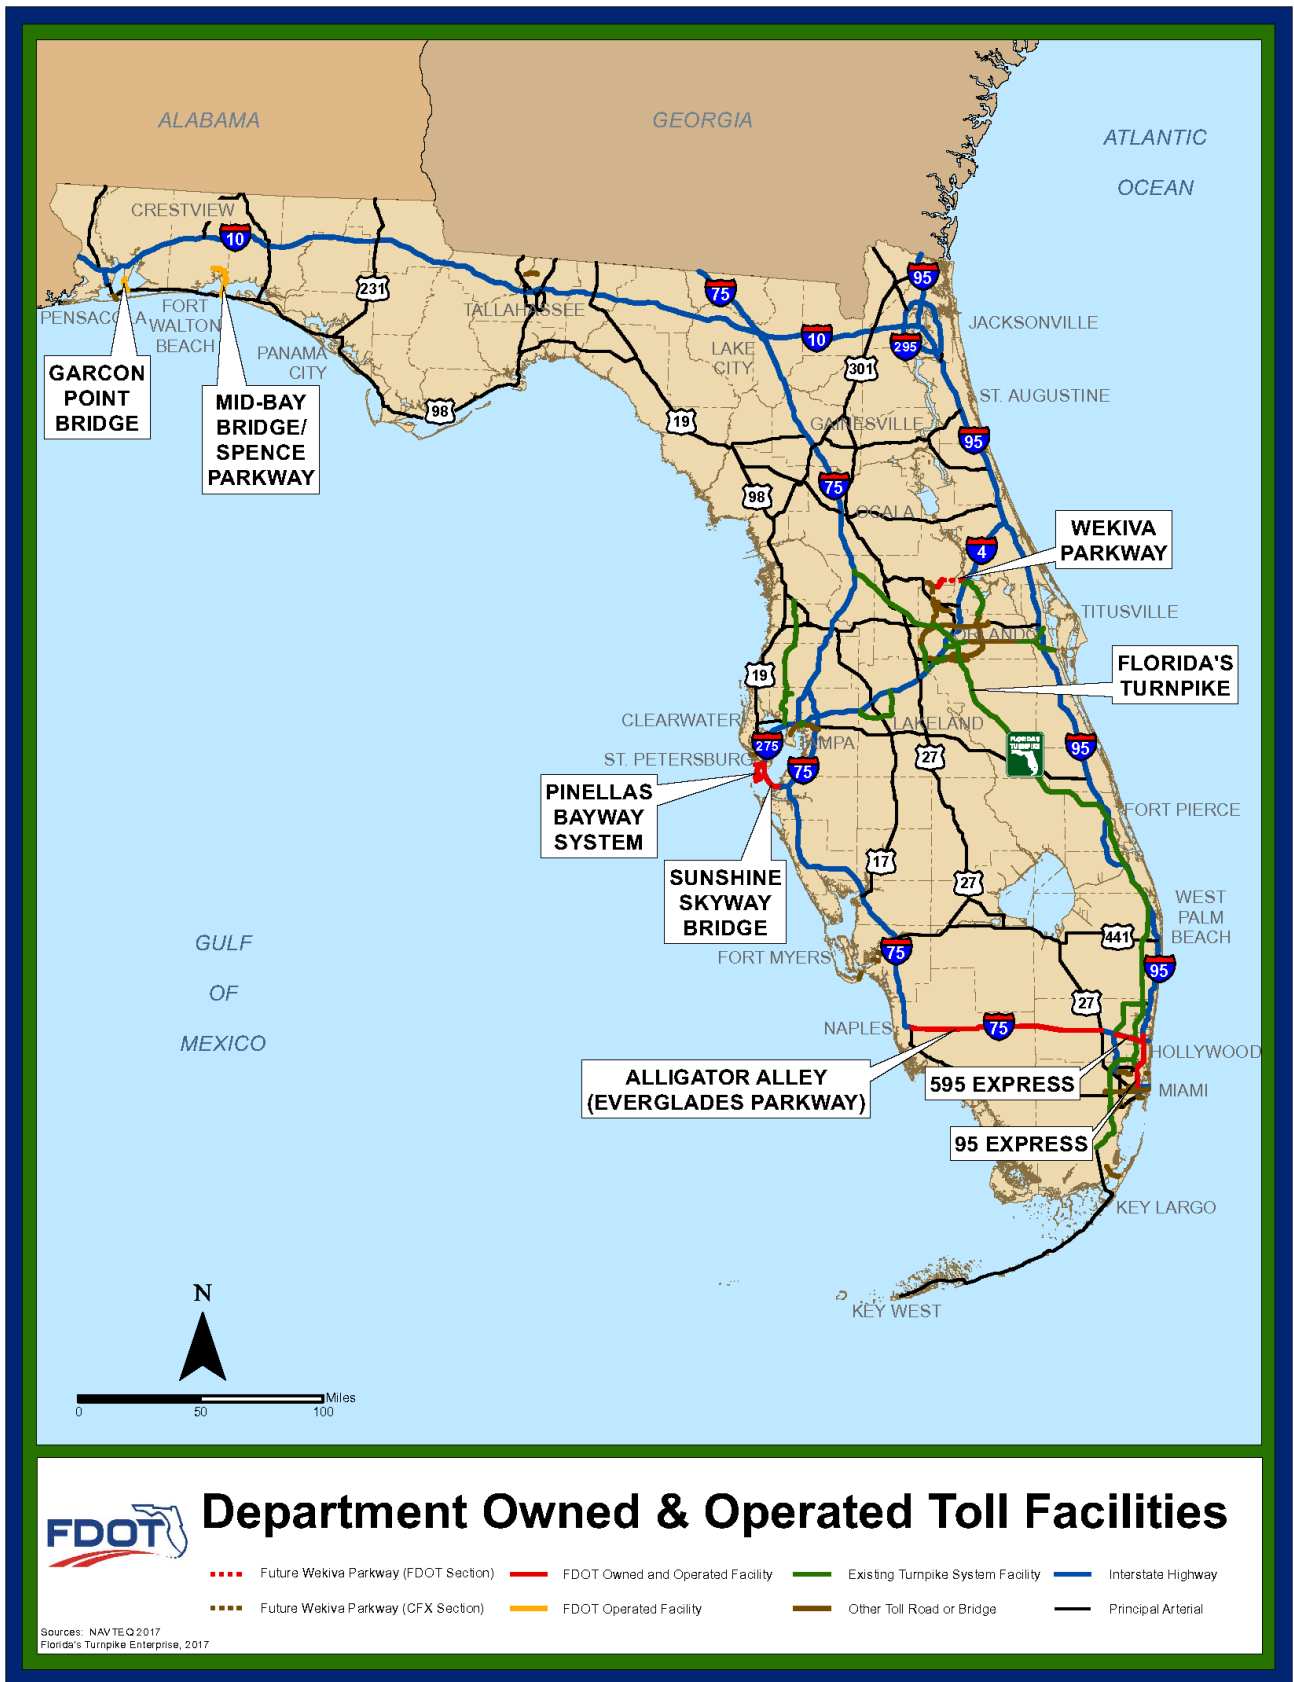 ALABAMA
GEORGIA
ATLANTIC
OCEAN
CRESTVIEW
10
95
75
231
TALLAHASSEE
PENSACOLA
FORT
WALTON
BEACH
PANAMA
CITY
JACKSONVILLE
10
295
LAKE
CITY
301
GARCON
POINT
BRIDGE
MID-BAY
BRIDGE/
SPENCE
PARKWAY
98
19
ST. AUGUSTINE
GAINESVILLE
95
75
98
OCALA
WEKIVA
PARKWAY
4
TITUSVILLE
ORLANDO
FLORIDA'S
TURNPIKE
19
CLEARWATER
LAKELAND
275
TAMPA
FLORIDA'S
TURNPIKE
95
ST. PETERSBURG
75
27
PINELLAS
BAYWAY
SYSTEM
FORT PIERCE
17
27
SUNSHINE
SKYWAY
BRIDGE
WEST
PALM
BEACH
441
GULF
OF
MEXICO
FORT MYERS
75
95
27
NAPLES
75
HOLLYWOOD
ALLIGATOR ALLEY
(EVERGLADES PARKWAY)
595 EXPRESS
MIAMI
95 EXPRESS
KEY LARGO
KEY WEST
N
Miles
0 50 100
FDOT
Department Owned & Operated Toll Facilities
Future Wekiva Parkway (FDOT Section) FDOT Owned and Operated Facility Existing Turnpike System Facility Interstate Highway
Future Wekiva Parkway (CFX Section) FDOT Operated Facility Other Toll Road or Bridge Principal Arterial
Sources: NAVTEQ 2017
Florida's Turnpike Enterprise, 2017